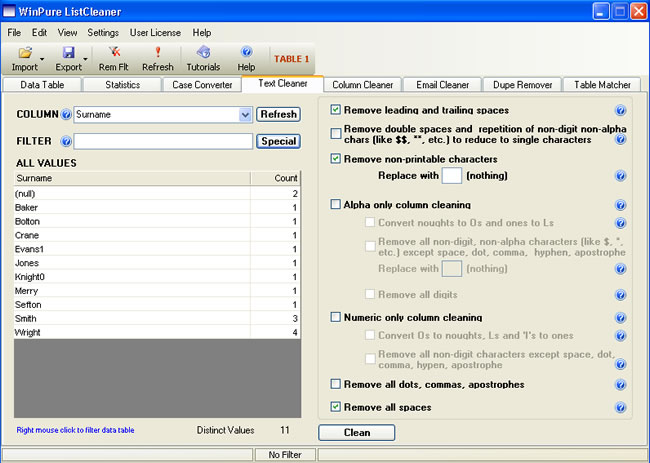 WinPure ListCleaner
File Edit View Settings User License Help
Import Export Rem Flt Refresh Tutorials Help TABLE 1
Data Table Statistics Case Converter Text Cleaner Column Cleaner Email Cleaner Dupe Remover Table Matcher
COLUMN ? Surname Refresh
FILTER ? Special
ALL VALUES
Surname Count
(null) 2
Baker 1
Bolton 1
Crane 1
Evans1 1
Jones 1
Knight0 1
Merry 1
Sefton 1
Smith 3
Wright 4
Right mouse click to filter data table
Distinct Values 11
Remove leading and trailing spaces ?
Remove double spaces and repetition of non-digit non-alpha
chars (like $$, **, etc.) to reduce to single characters ?
Remove non-printable characters ?
Replace with (nothing) ?
Alpha only column cleaning ?
Convert noughts to Os and ones to Ls ?
Remove all non-digit, non-alpha characters (like $, *,
etc.) except space, dot, comma, hyphen, apostrophe ?
Replace with (nothing) ?
Remove all digits ?
Numeric only column cleaning ?
Convert Os to noughts, Ls and 'I's to ones ?
Remove all non-digit characters except space, dot,
comma, hypen, apostrophe ?
Remove all dots, commas, apostrophes ?
Remove all spaces ?
Clean
No Filter